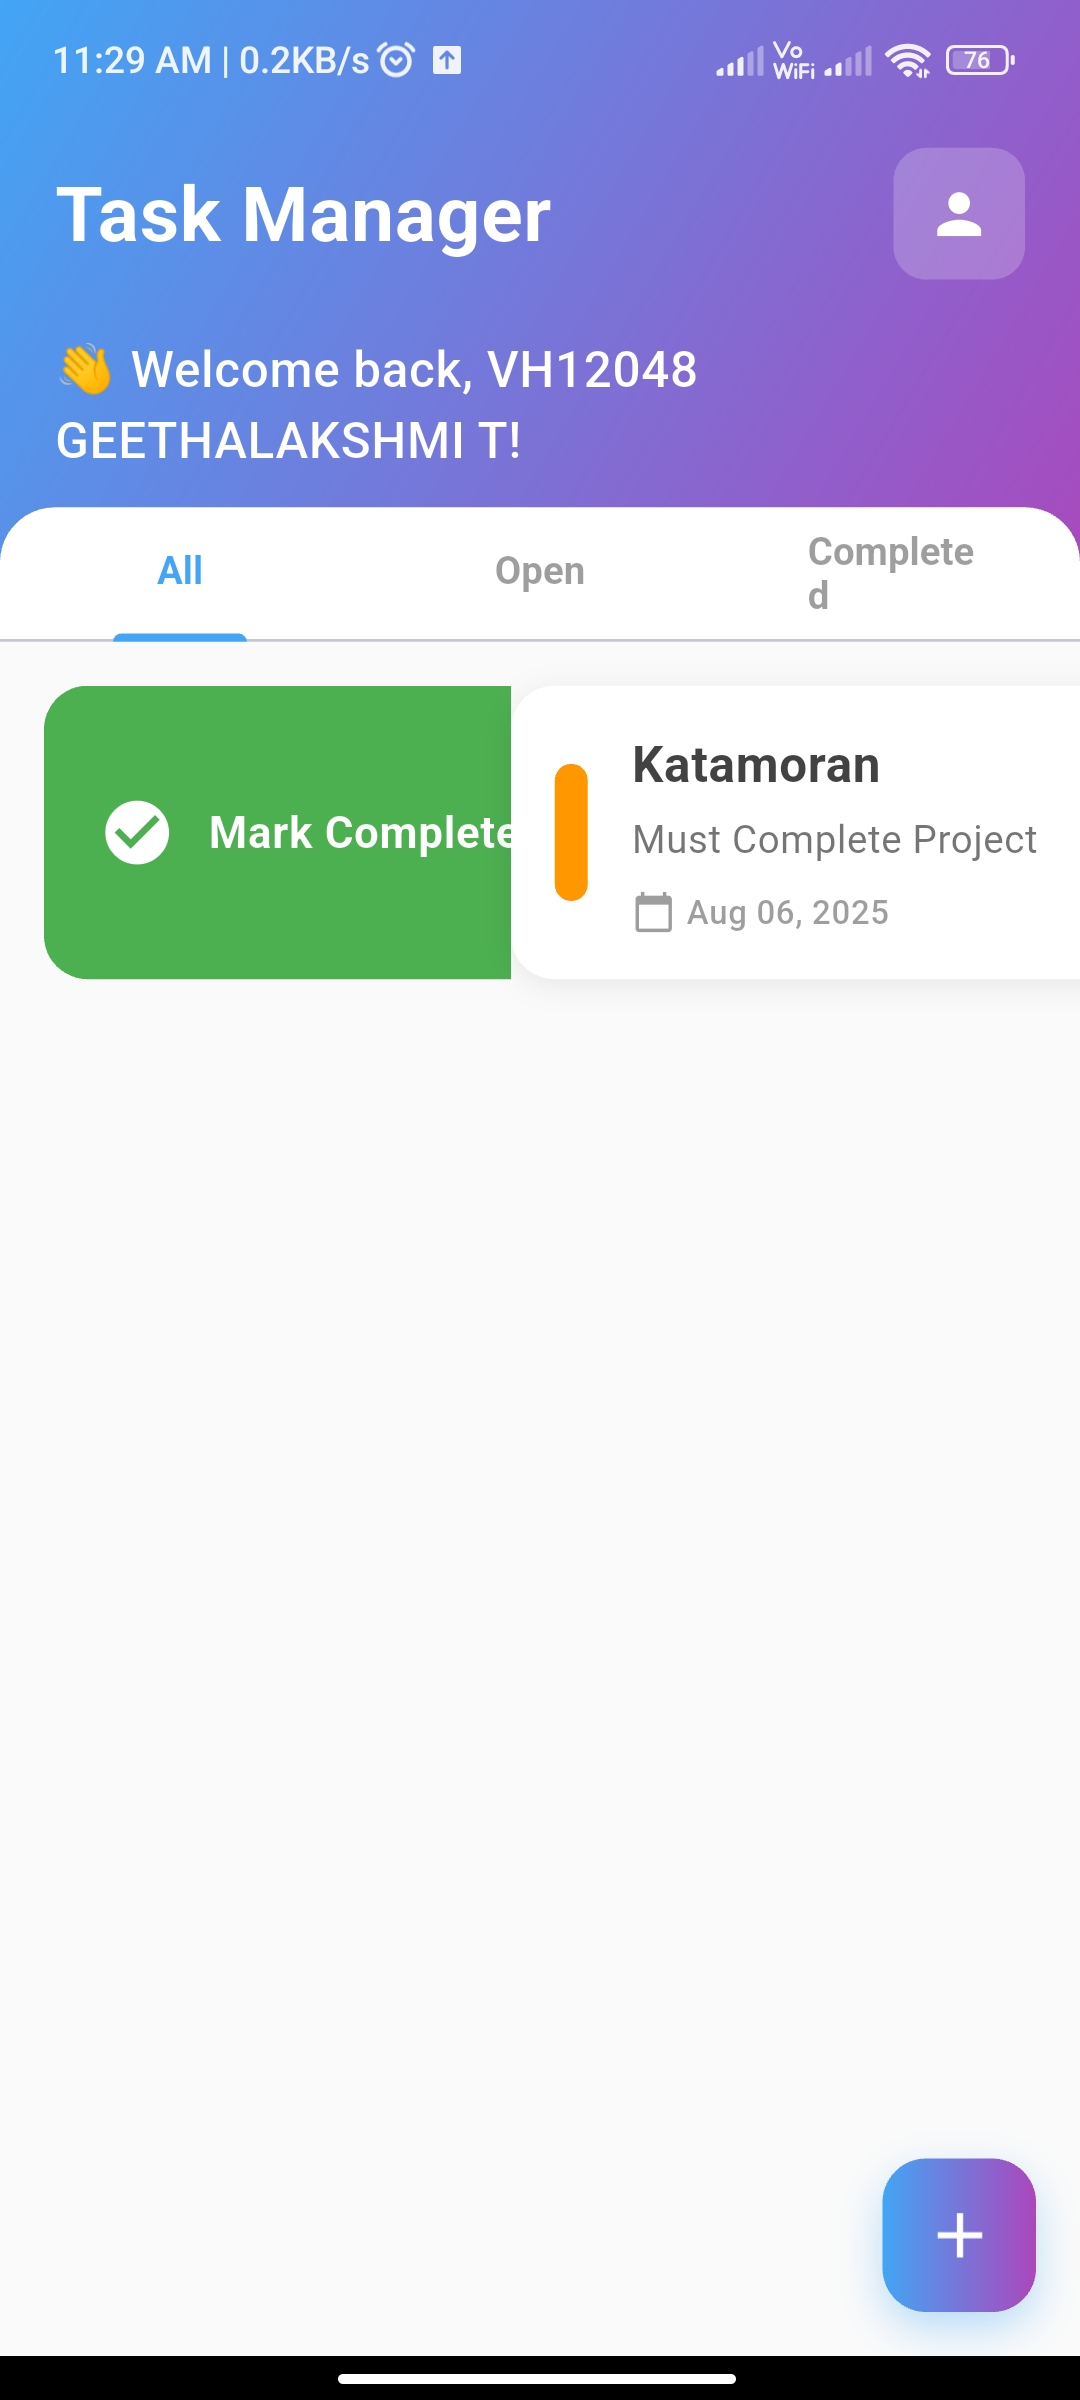 11:29 AM | 0.2KB/s
Vo
WiFi
76
Task Manager
👋 Welcome back, VH12048
GEETHALAKSHMI T!
All
Open
Complete
d
Mark Complete
Katamoran
Must Complete Project
Aug 06, 2025